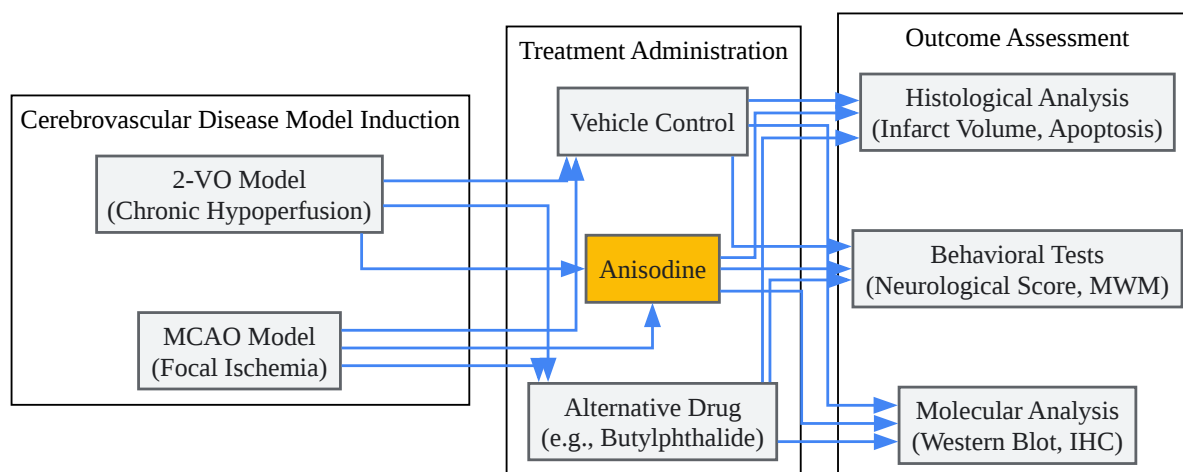 Cerebrovascular Disease Model Induction
2-VO Model
(Chronic Hypoperfusion)
MCAO Model
(Focal Ischemia)
Treatment Administration
Vehicle Control
Anisodine
Alternative Drug
(e.g., Butylphthalide)
Outcome Assessment
Histological Analysis
(Infarct Volume, Apoptosis)
Behavioral Tests
(Neurological Score, MWM)
Molecular Analysis
(Western Blot, IHC)